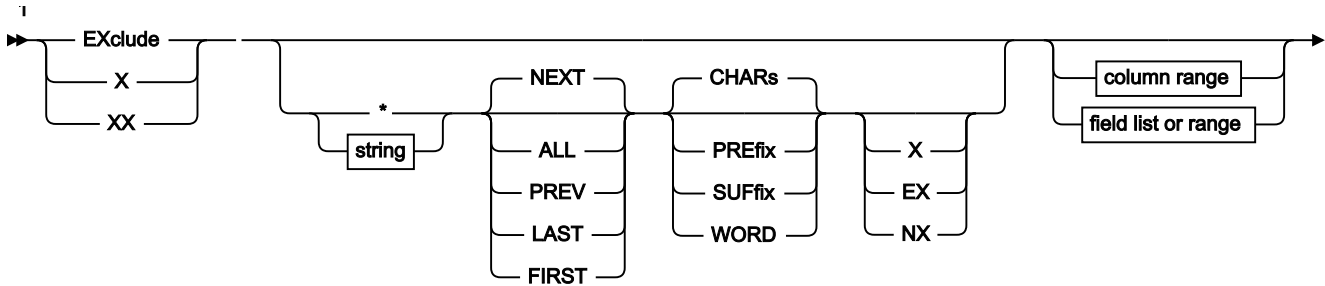 EXclude
X
XX
*
string
NEXT
ALL
PREV
LAST
FIRST
CHARs
PREfix
SUFfix
WORD
X
EX
NX
column range
field list or range